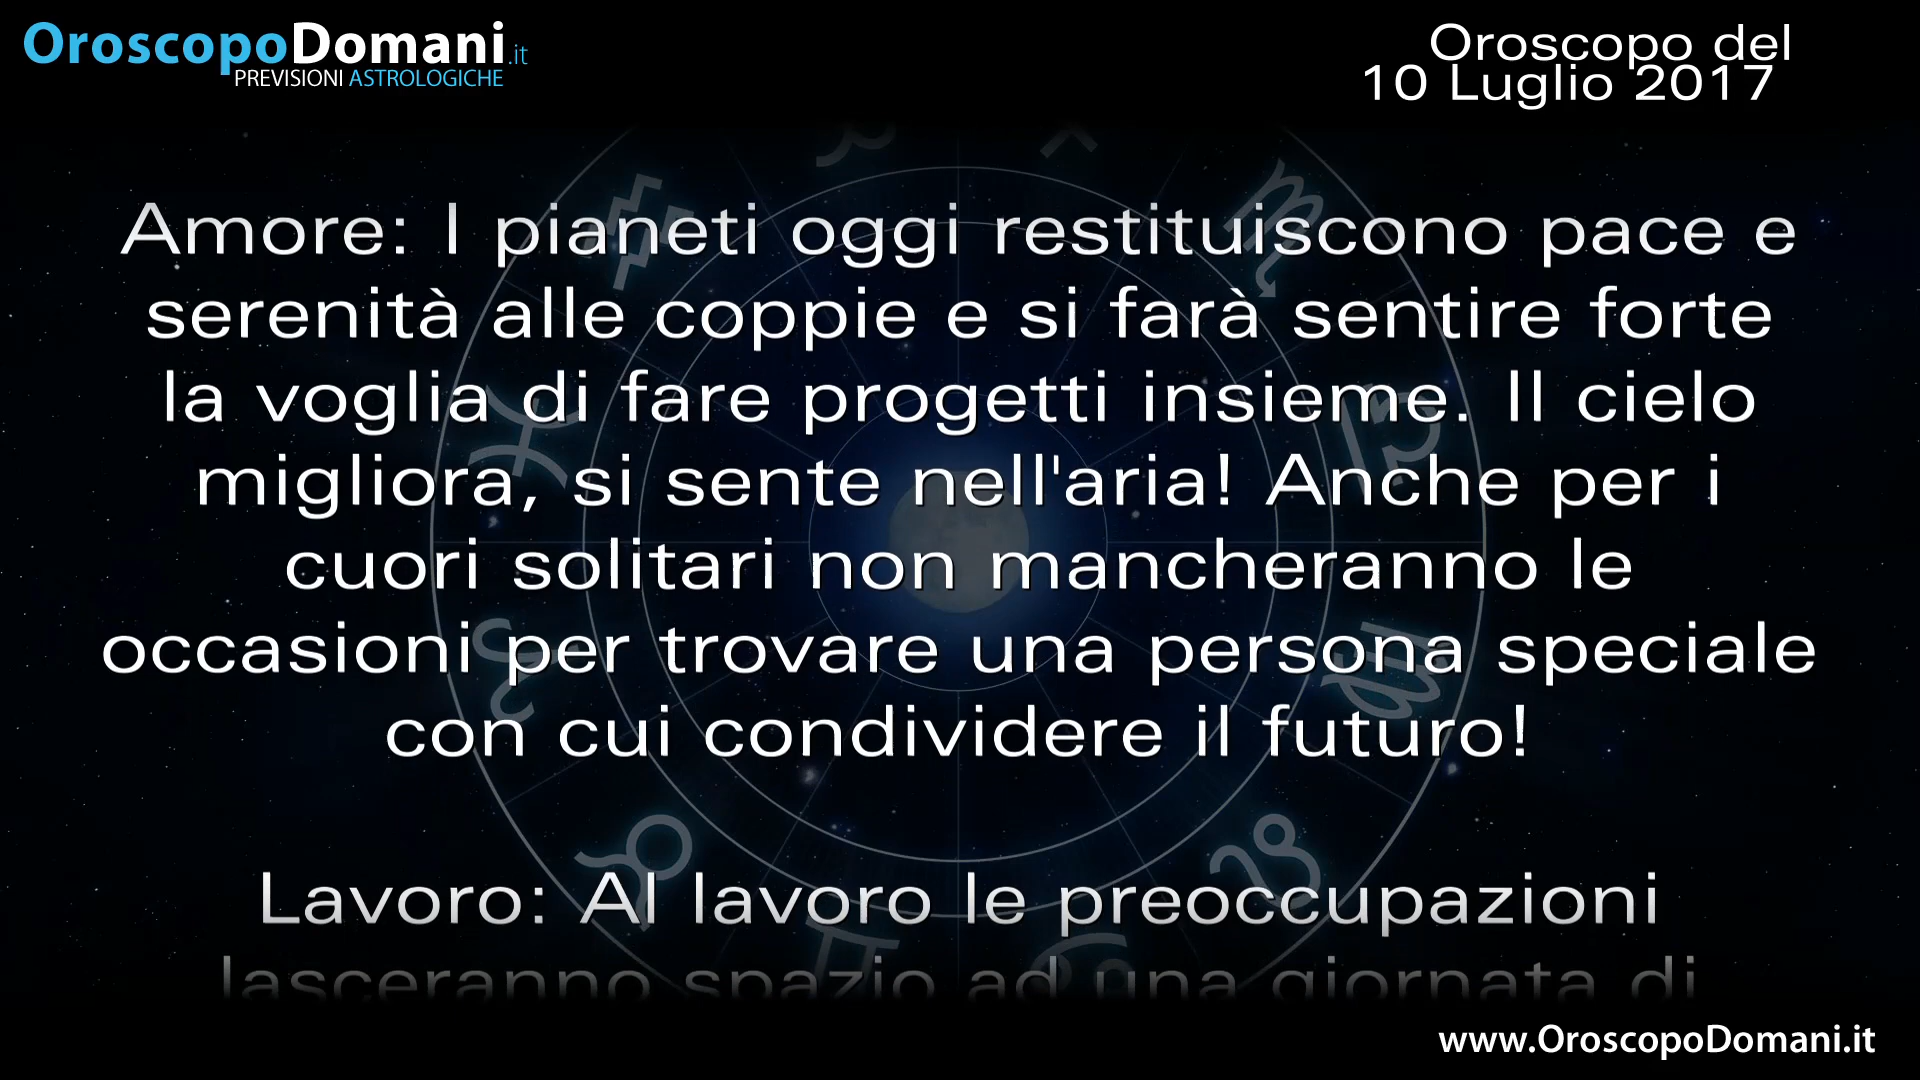 OroscopoDomani.it
PREVISIONI ASTROLOGICHE
Oroscopo del
10 Luglio 2017
Amore: I pianeti oggi restituiscono pace e
serenità alle coppie e si farà sentire forte
la voglia di fare progetti insieme. Il cielo
migliora, si sente nell'aria! Anche per i
cuori solitari non mancheranno le
occasioni per trovare una persona speciale
con cui condividere il futuro!
Lavoro: Al lavoro le preoccupazioni
lasceranno spazio ad una giornata di
www.OroscopoDomani.it